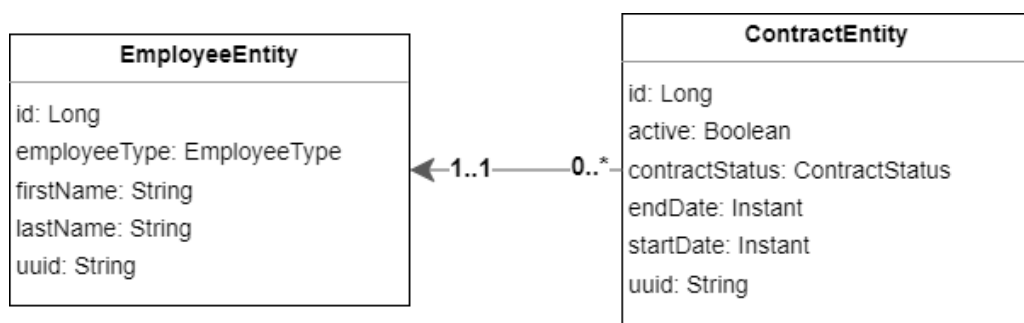 EmployeeEntity
id: Long
employeeType: EmployeeType
firstName: String
lastName: String
uuid: String
1..1
0..*
ContractEntity
id: Long
active: Boolean
contractStatus: ContractStatus
endDate: Instant
startDate: Instant
uuid: String